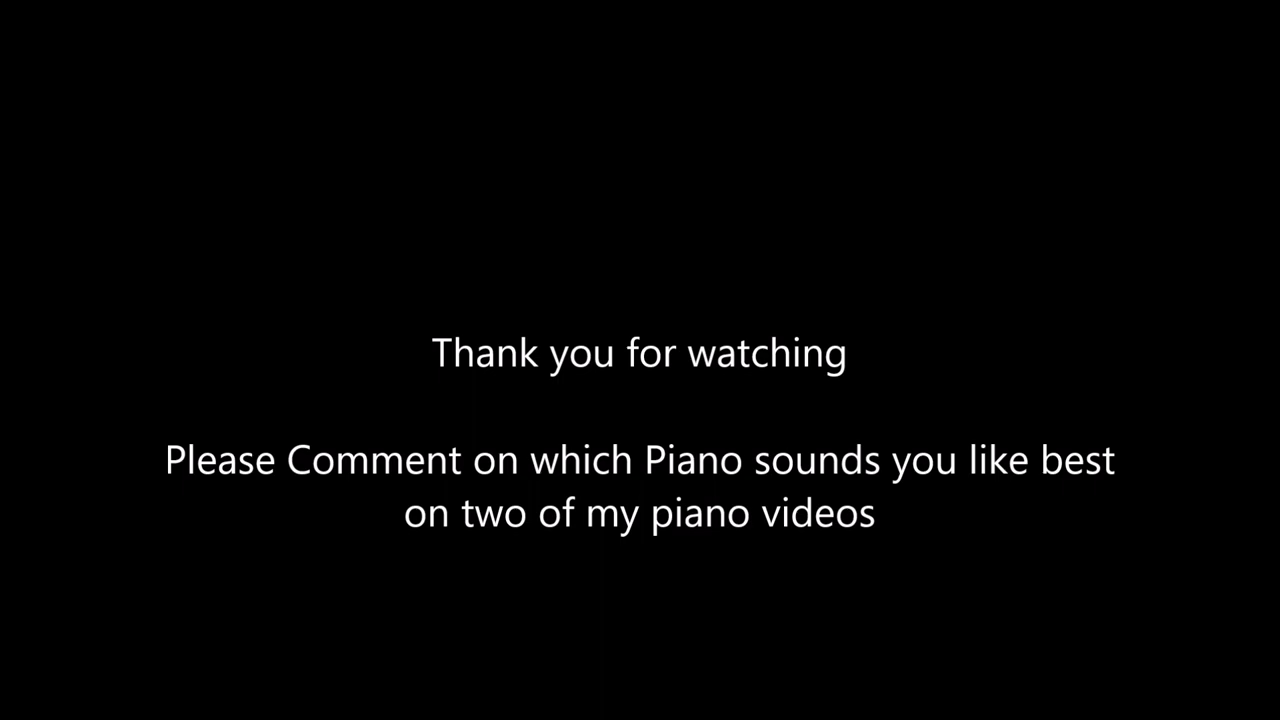 Thank you for watching
Please Comment on which Piano sounds you like best
on two of my piano videos